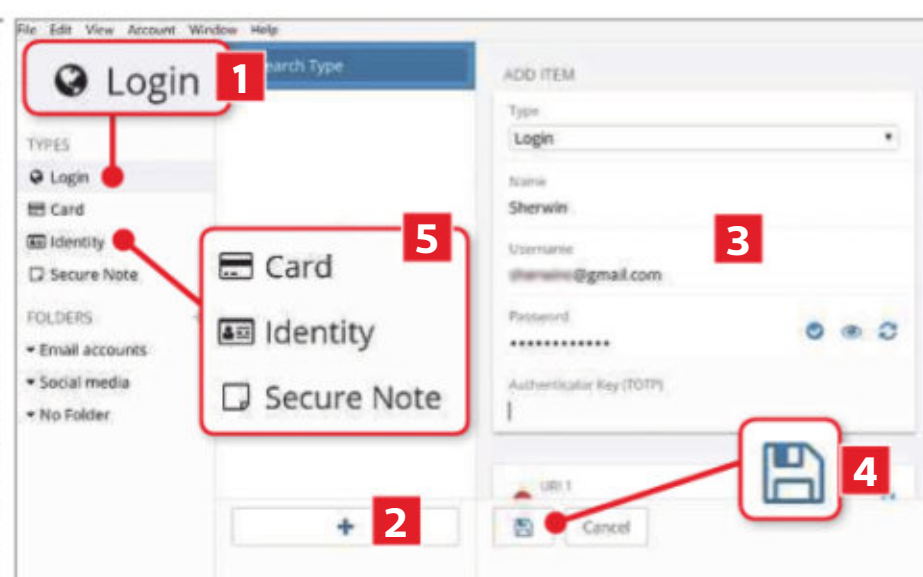 File Edit View Account Window Help
Login
1
earch Type
TYPES
Login
Card
Identity
Secure Note
FOLDERS
Email accounts
Social media
No Folder
5
Card
Identity
Secure Note
+
2
ADD ITEM
Type
Login
Name
Sherwin
3
Username
@gmail.com
Password
••••••••••••
Authenticator Key (TOTP)
URI 1
4
Cancel